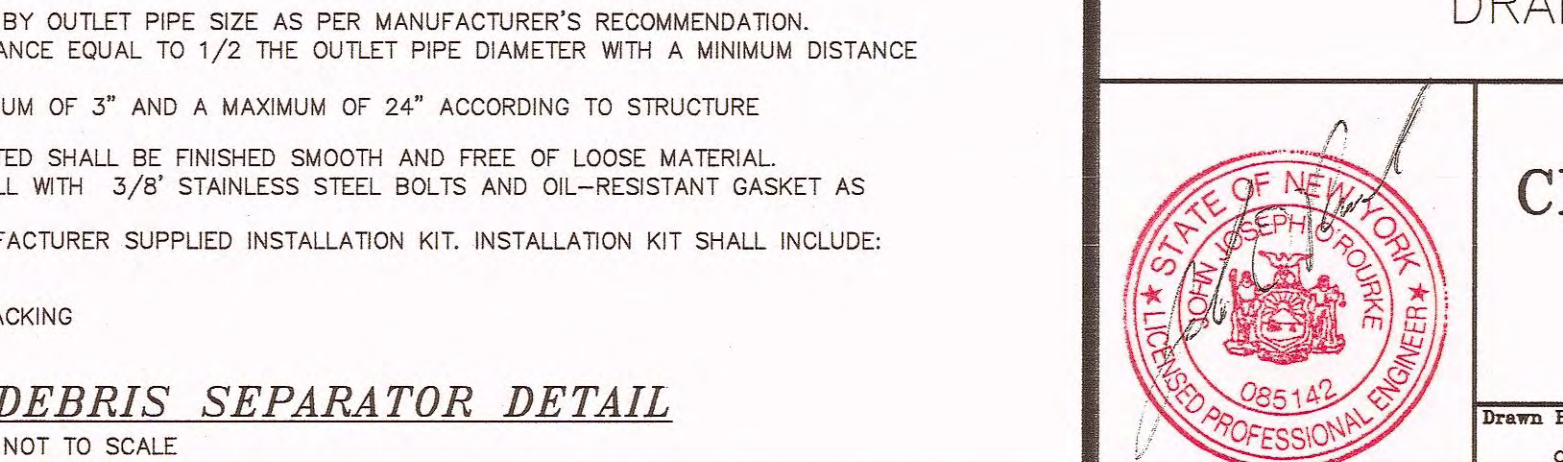 BY OUTLET PIPE SIZE AS PER MANUFACTURER'S RECOMMENDATION.
ANCE EQUAL TO 1/2 THE OUTLET PIPE DIAMETER WITH A MINIMUM DISTANCE
UM OF 3" AND A MAXIMUM OF 24" ACCORDING TO STRUCTURE
TED SHALL BE FINISHED SMOOTH AND FREE OF LOOSE MATERIAL.
LL WITH 3/8' STAINLESS STEEL BOLTS AND OIL-RESISTANT GASKET AS
FACTURER SUPPLIED INSTALLATION KIT. INSTALLATION KIT SHALL INCLUDE:
ACKING
DEBRIS SEPARATOR DETAIL
NOT TO SCALE
DRA
STATE OF NEW YORK
JOHN JOSEPH O'ROURKE
085142
★ LICENSED PROFESSIONAL ENGINEER ★
Drawn B